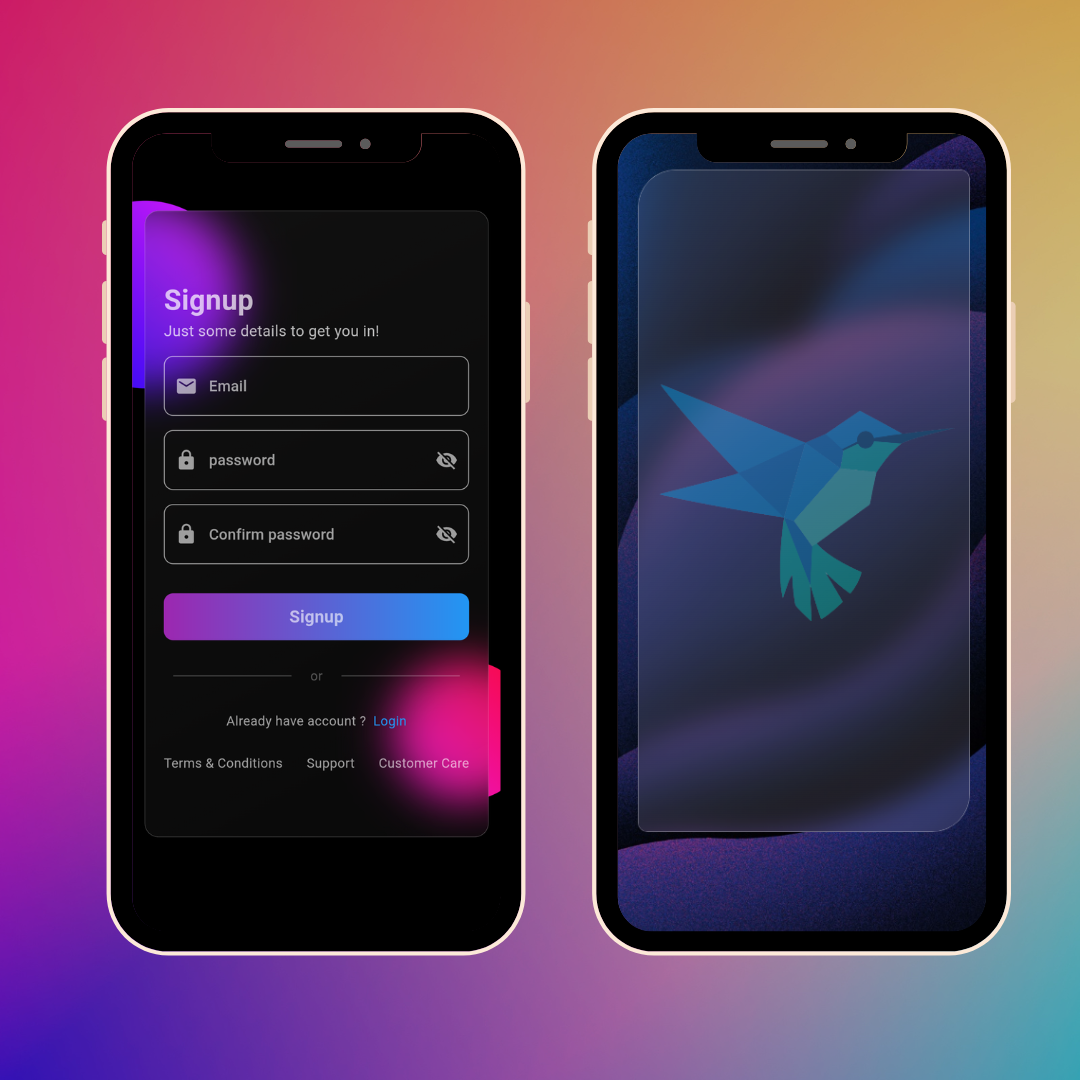 Signup
Just some details to get you in!
Email
password
Confirm password
Signup
or
Already have account ? Login
Terms & Conditions Support Customer Care